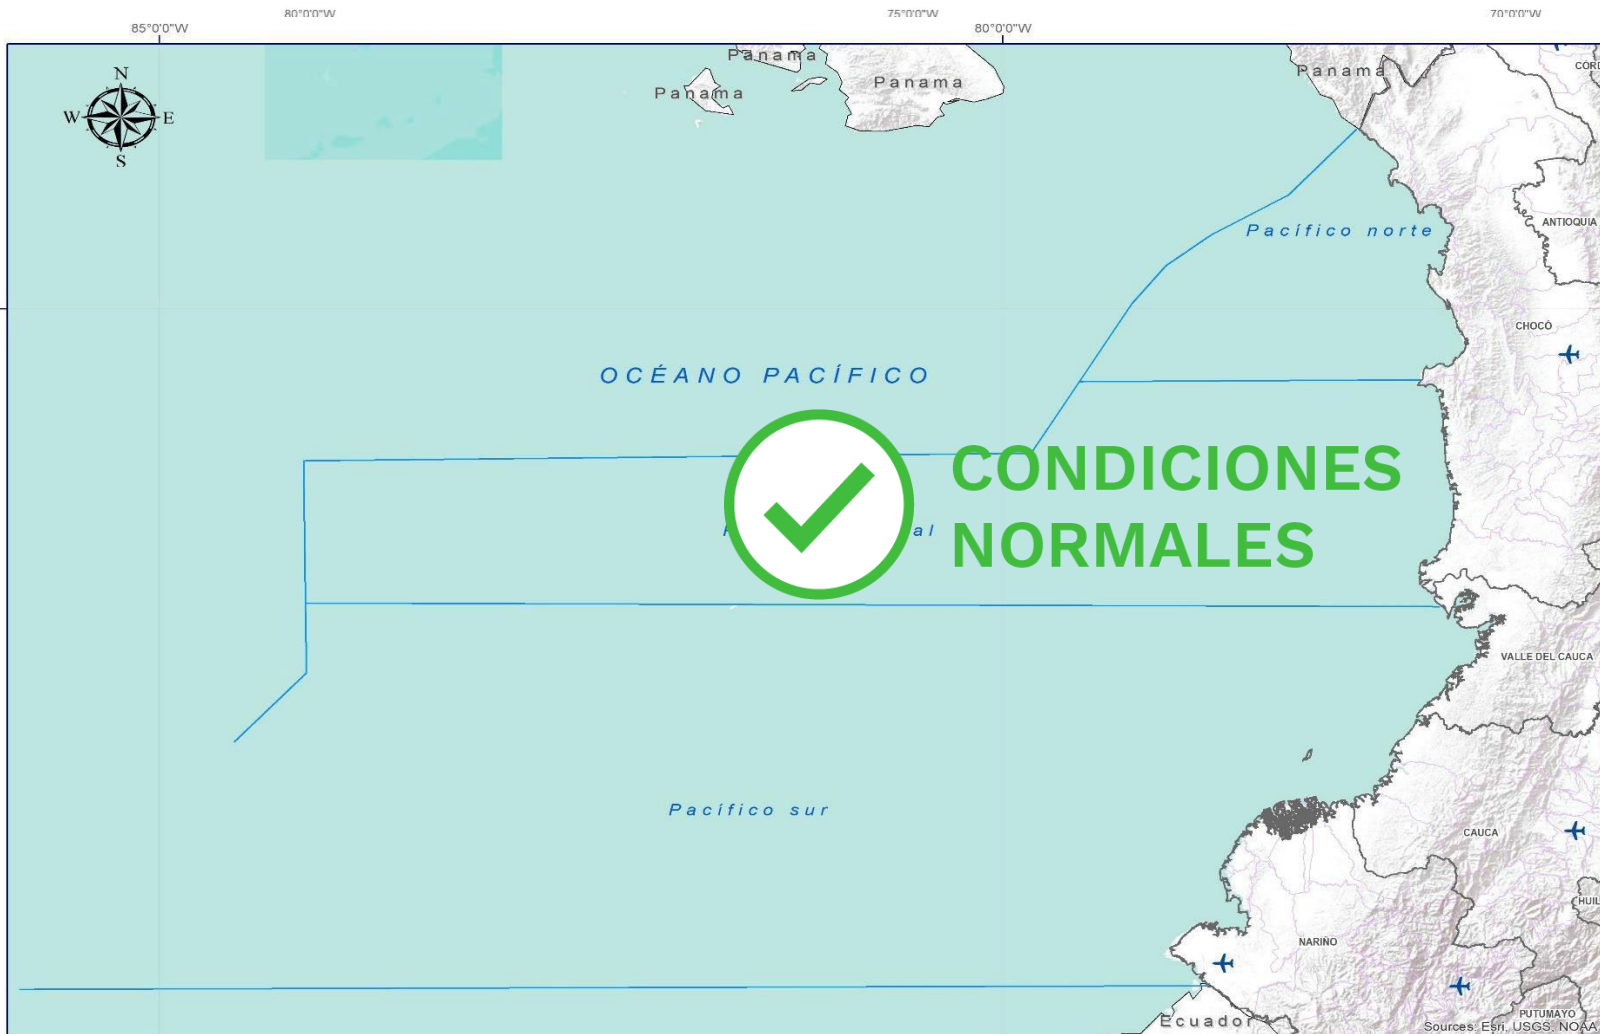 80°0'0"W
75°0'0"W
70°0'0"W
85°0'0"W
80°0'0"W
N
W
E
S
Panama
Panama
Panama
Panama
ANTIOQUIA
Pacífico norte
CHOCÓ
OCÉANO PACÍFICO
CONDICIONES
NORMALES
al
VALLE DEL CAUCA
Pacífico sur
CAUCA
HUIL
NARIÑO
PUTUMAYO
Ecuador
Sources: Esri, USGS, NOAA